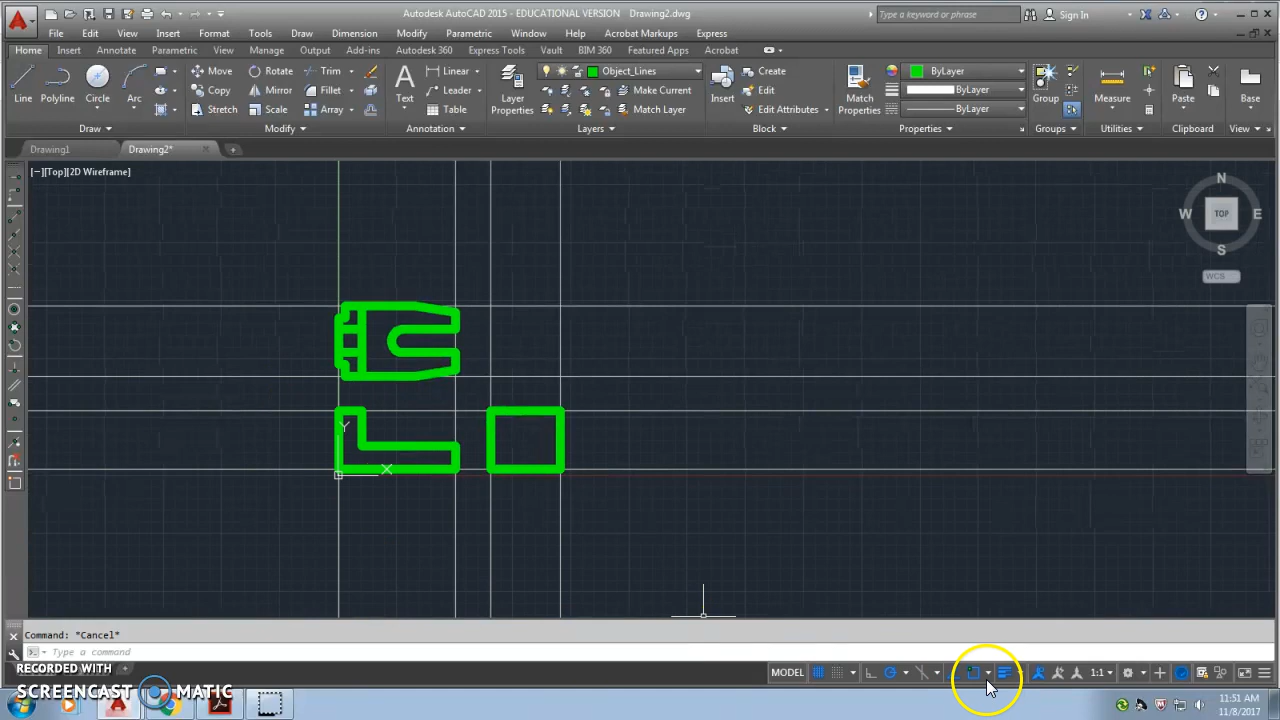 Autodesk AutoCAD 2015 - EDUCATIONAL VERSION Drawing2.dwg
Type a keyword or phrase
Sign In
File Edit View Insert Format Tools Draw Dimension Modify Parametric Window Help Acrobat Markups Express
Home Insert Annotate Parametric View Manage Output Add-ins Autodesk 360 Express Tools Vault BIM 360 Featured Apps Acrobat
Line Polyline Circle Arc
Move Rotate Trim
Copy Mirror Fillet
Stretch Scale Array
Text
Linear
Leader
Table
Layer
Properties
Object_Lines
Make Current
Match Layer
Insert
Create
Edit
Edit Attributes
Match
Properties
ByLayer
ByLayer
ByLayer
Group
Measure
Paste
Base
Draw Modify Annotation Layers Block Properties Groups Utilities Clipboard View
Drawing1 Drawing2*
[−][Top][2D Wireframe]
N
W TOP E
S
WCS
Y
X
Command: *Cancel*
Type a command
RECORDED WITH
SCREENCAST MATIC
MODEL
1:1
11:51 AM
11/8/2017